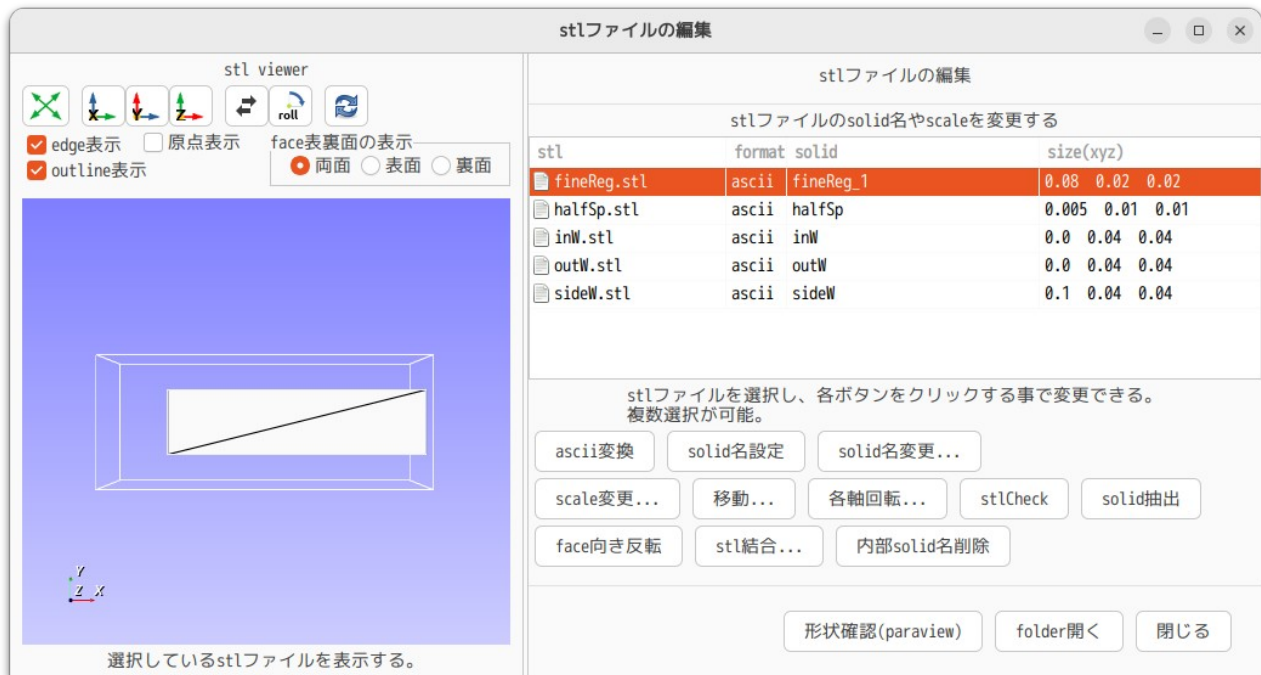 stlファイルの編集
stl viewer
X Y Z roll
edge表示 原点表示 face表裏面の表示
outline表示 両面 表面 裏面
Y
Z X
選択しているstlファイルを表示する。
stlファイルの編集
stlファイルのsolid名やscaleを変更する
stl format solid size(xyz)
fineReg.stl ascii fineReg_1 0.08 0.02 0.02
halfSp.stl ascii halfSp 0.005 0.01 0.01
inW.stl ascii inW 0.0 0.04 0.04
outW.stl ascii outW 0.0 0.04 0.04
sideW.stl ascii sideW 0.1 0.04 0.04
stlファイルを選択し、各ボタンをクリックする事で変更できる。
複数選択が可能。
ascii変換 solid名設定 solid名変更...
scale変更... 移動... 各軸回転... stlCheck solid抽出
face向き反転 stl結合... 内部solid名削除
形状確認(paraview) folder開く 閉じる